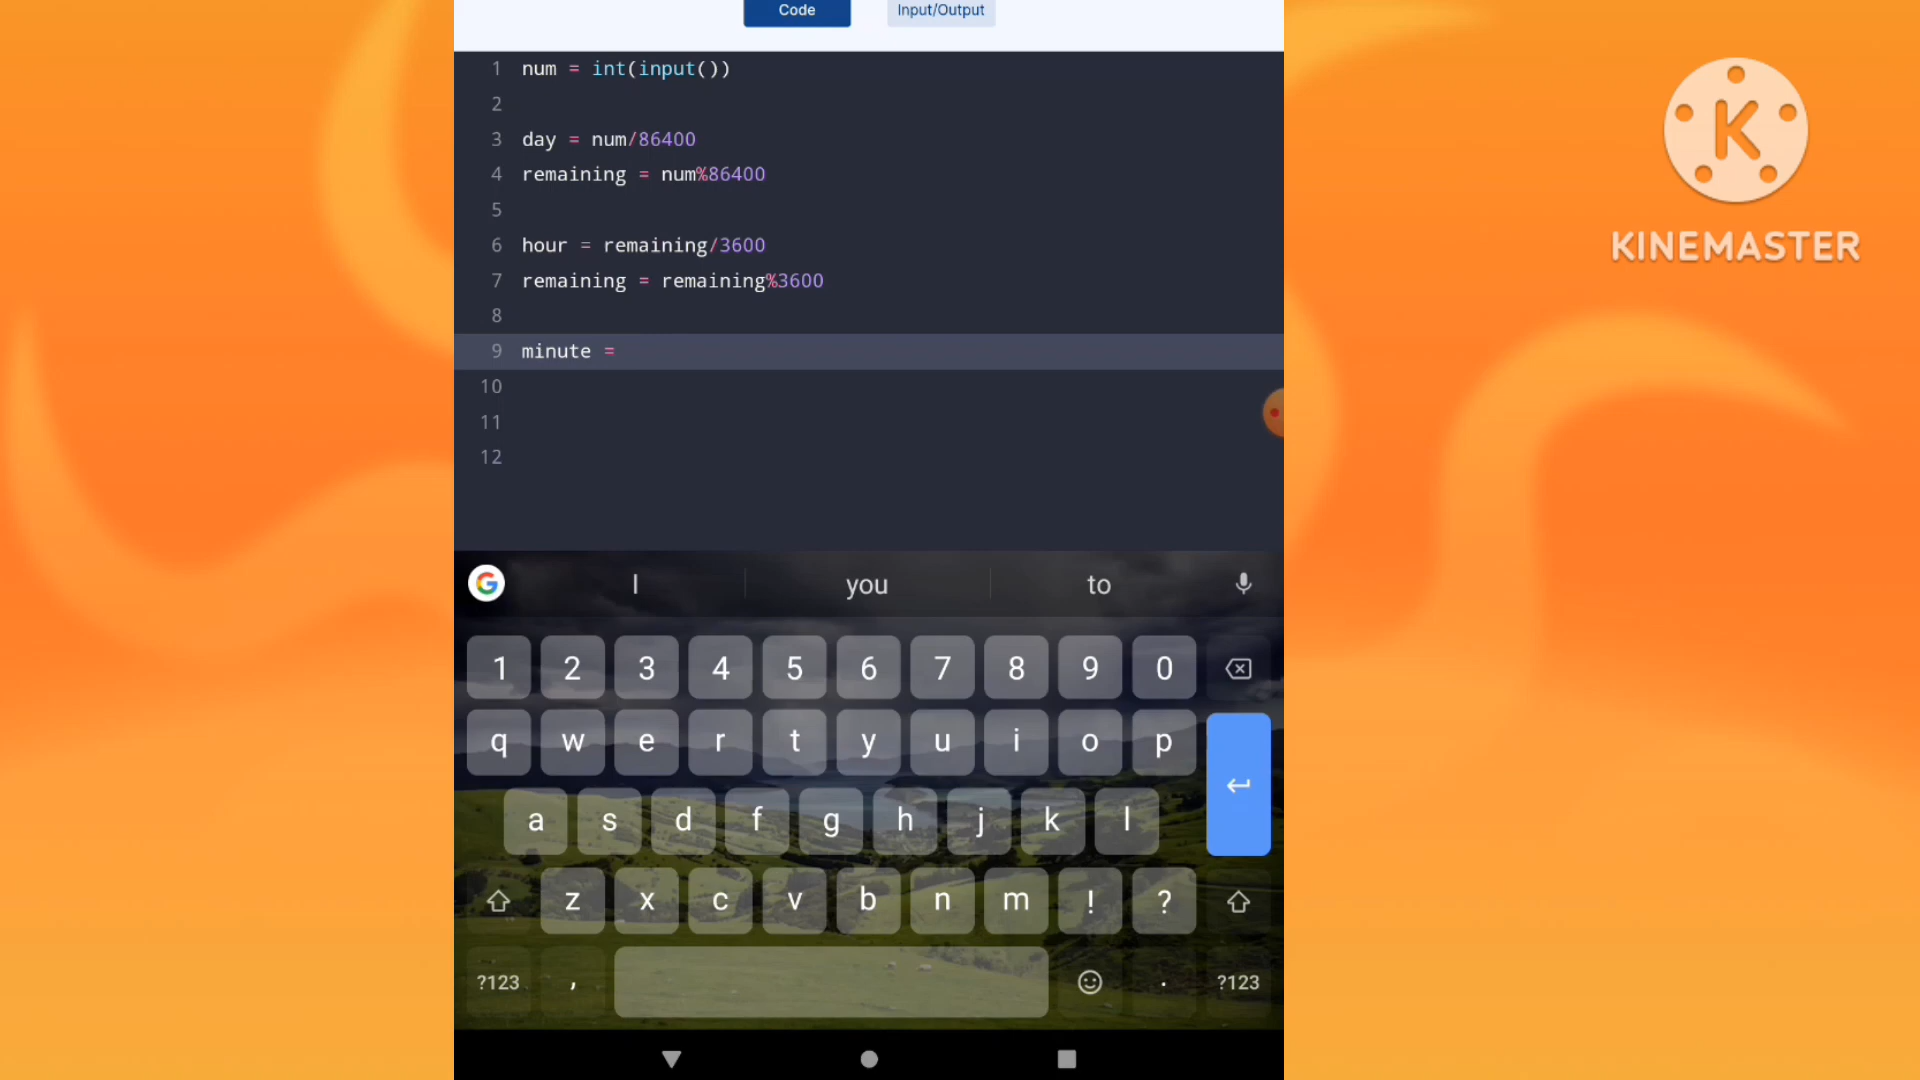 Code Input/Output
1 num = int(input())
2
3 day = num/86400
4 remaining = num%86400
5
6 hour = remaining/3600
7 remaining = remaining%3600
8
9 minute =
10
11
12
KINEMASTER
I you to
1 2 3 4 5 6 7 8 9 0
q w e r t y u i o p
a s d f g h j k l
z x c v b n m ! ?
?123 , . ?123